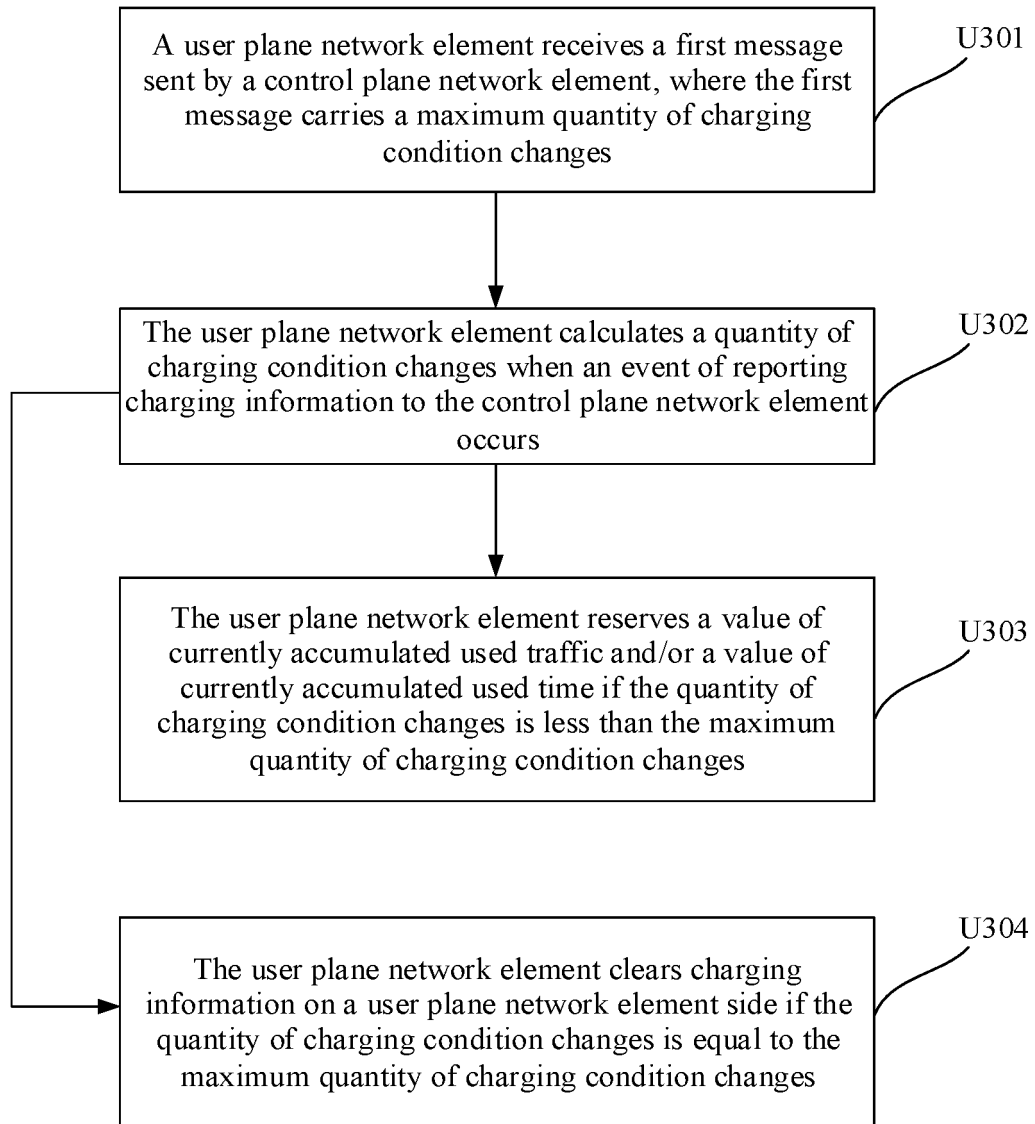 A user plane network element receives a first message
sent by a control plane network element, where the first
message carries a maximum quantity of charging
condition changes
U301
The user plane network element calculates a quantity of
charging condition changes when an event of reporting
charging information to the control plane network element
occurs
U302
The user plane network element reserves a value of
currently accumulated used traffic and/or a value of
currently accumulated used time if the quantity of
charging condition changes is less than the maximum
quantity of charging condition changes
U303
The user plane network element clears charging
information on a user plane network element side if the
quantity of charging condition changes is equal to the
maximum quantity of charging condition changes
U304